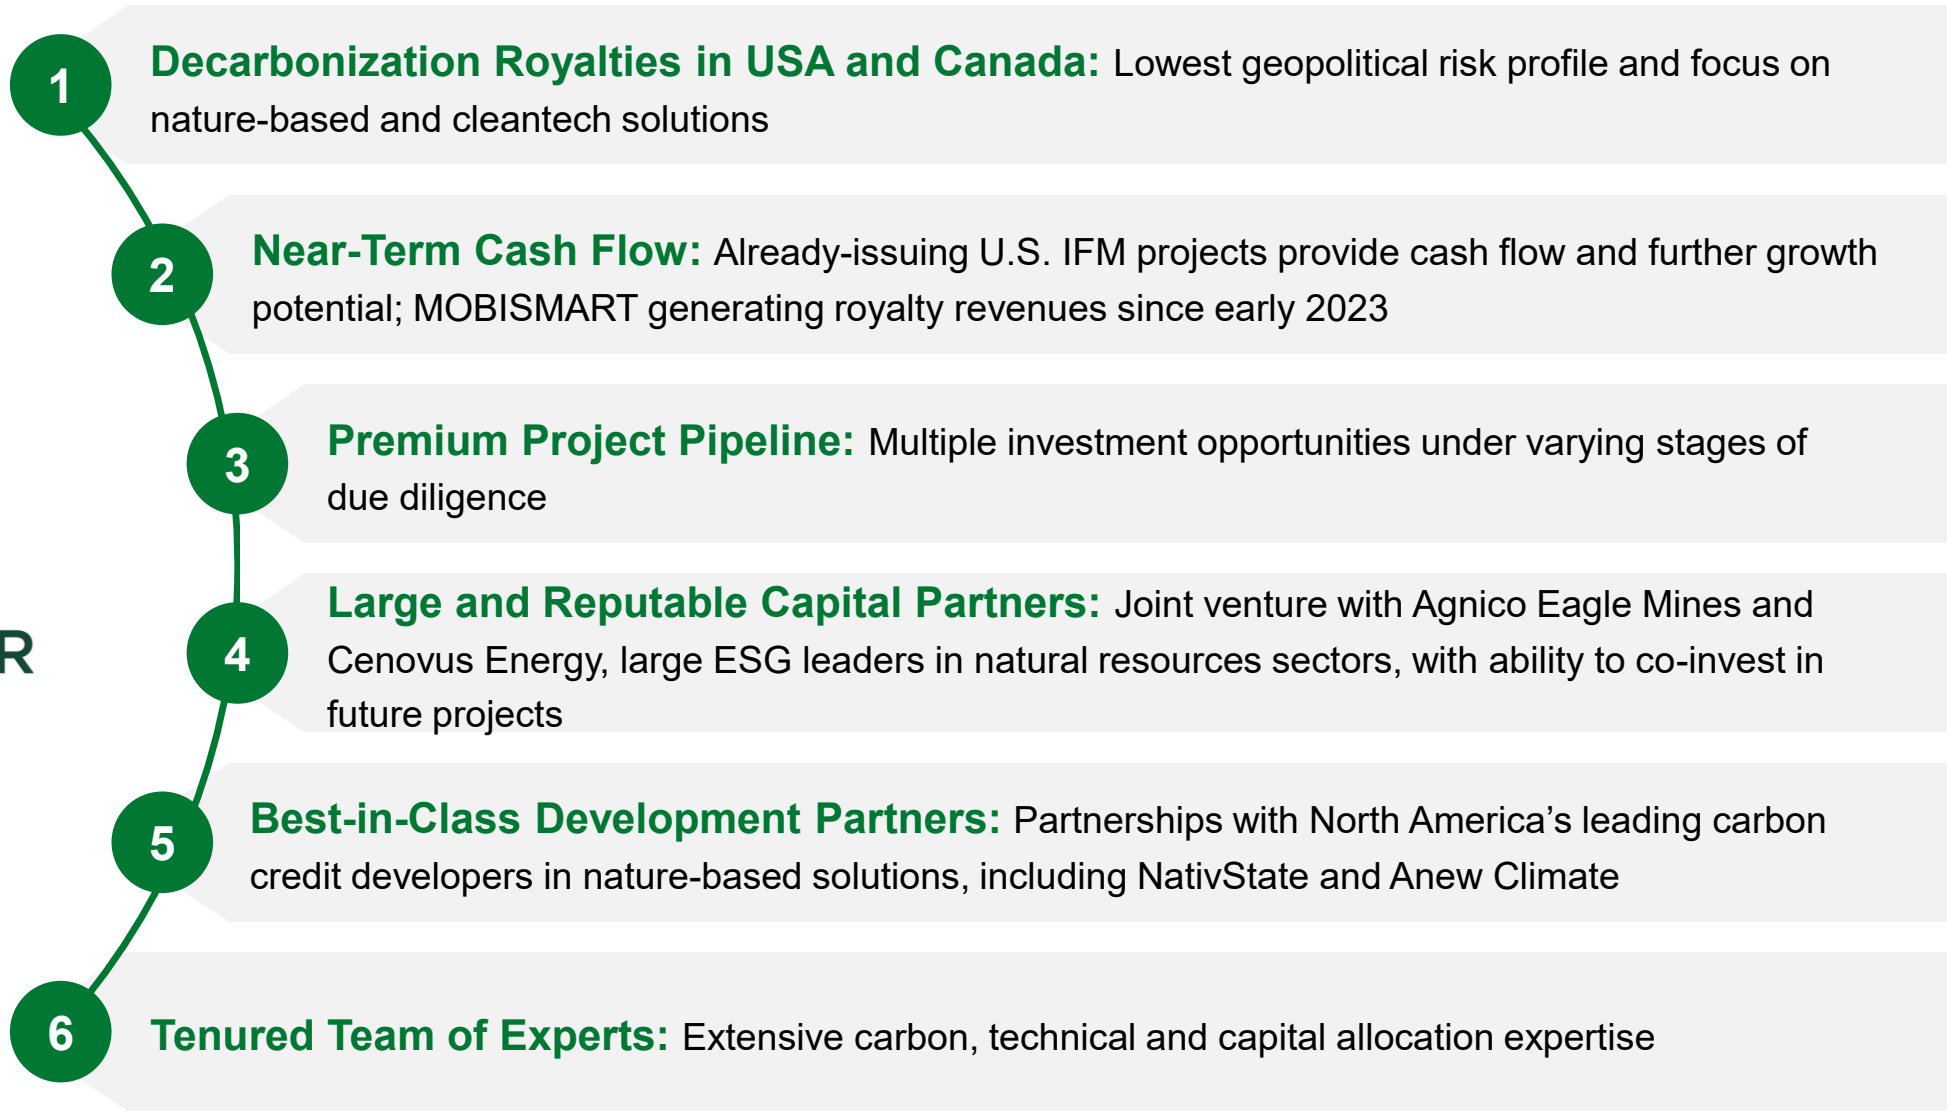 1
Decarbonization Royalties in USA and Canada: Lowest geopolitical risk profile and focus on
nature-based and cleantech solutions
2
Near-Term Cash Flow: Already-issuing U.S. IFM projects provide cash flow and further growth
potential; MOBISMART generating royalty revenues since early 2023
3
Premium Project Pipeline: Multiple investment opportunities under varying stages of
due diligence
R
4
Large and Reputable Capital Partners: Joint venture with Agnico Eagle Mines and
Cenovus Energy, large ESG leaders in natural resources sectors, with ability to co-invest in
future projects
5
Best-in-Class Development Partners: Partnerships with North America’s leading carbon
credit developers in nature-based solutions, including NativState and Anew Climate
6
Tenured Team of Experts: Extensive carbon, technical and capital allocation expertise